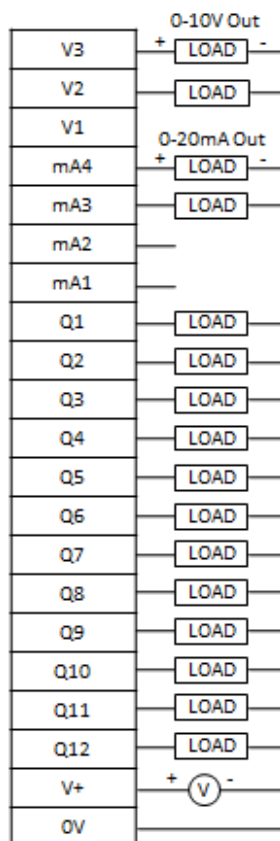 0-10V Out
V3 + LOAD -
V2 LOAD
V1
0-20mA Out
mA4 + LOAD -
mA3 LOAD
mA2
mA1
Q1 LOAD
Q2 LOAD
Q3 LOAD
Q4 LOAD
Q5 LOAD
Q6 LOAD
Q7 LOAD
Q8 LOAD
Q9 LOAD
Q10 LOAD
Q11 LOAD
Q12 LOAD
V+ + V -
0V